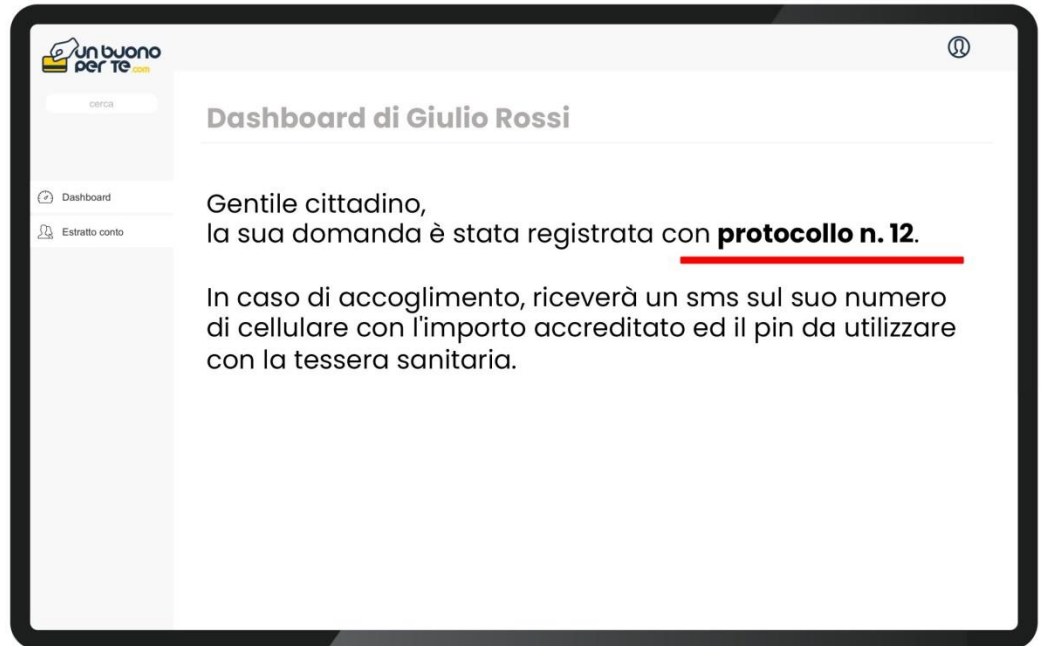 un buono
per te.com
cerca
Dashboard di Giulio Rossi
Dashboard
Estratto conto
Gentile cittadino,
la sua domanda è stata registrata con protocollo n. 12.
In caso di accoglimento, riceverà un sms sul suo numero
di cellulare con l'importo accreditato ed il pin da utilizzare
con la tessera sanitaria.